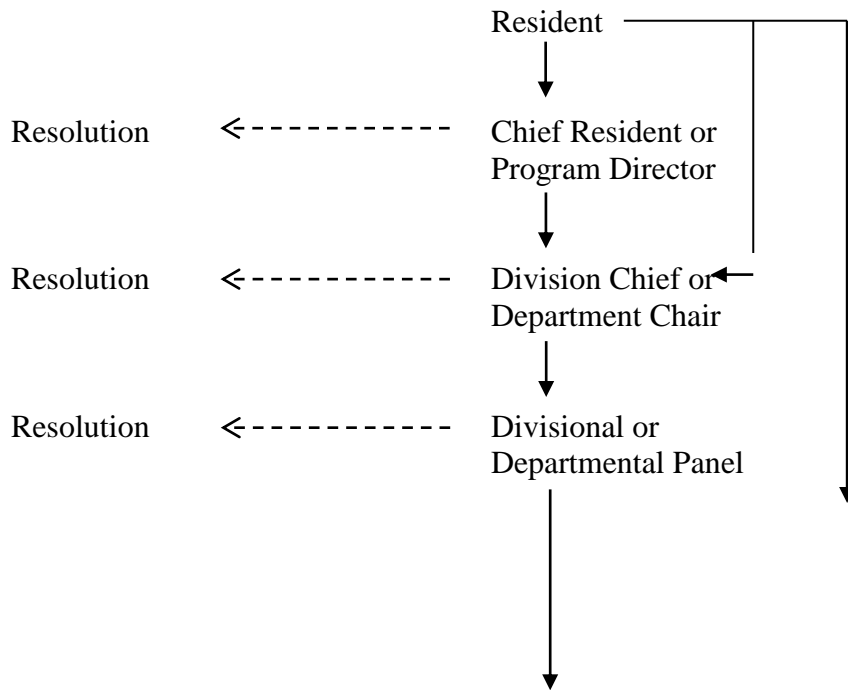 Resident
Resolution
Chief Resident or
Program Director
Resolution
Division Chief or
Department Chair
Resolution
Divisional or
Departmental Panel